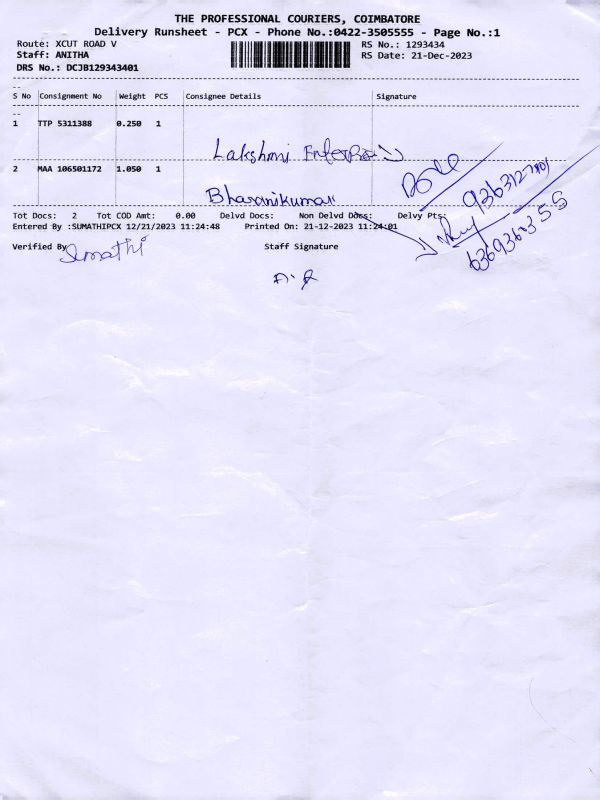 THE PROFESSIONAL COURIERS, COIMBATORE
Delivery Runsheet - PCX - Phone No.:0422-3505555 - Page No.:1
Route: XCUT ROAD V RS No.: 1293434
Staff: ANITHA RS Date: 21-Dec-2023
DRS No.: DCJB129343401
S No Consignment No Weight PCS Consignee Details Signature
1 TTP 5311388 0.250 1
Lakshmi
2 MAA 106501172 1.050 1
Bharanikumar
Tot Docs: 2 Tot COD Amt: 0.00 Delvd Docs: Non Delvd Docs: Delvy Pts:
Entered By :SUMATHIPCX 12/21/2023 11:24:48 Printed On: 21-12-2023 11:24:01
6369360355
Verified By Sumathi Staff Signature